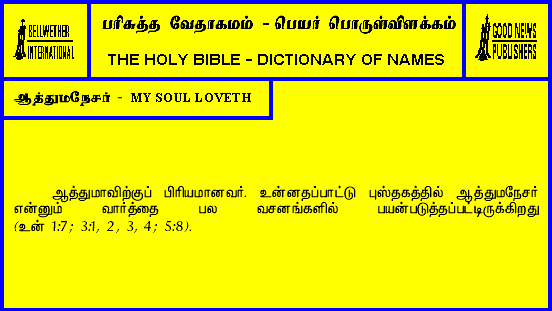 BELLWETHER
INTERNATIONAL
பரிசுத்த வேதாகமம் - பெயர் பொருள்விளக்கம்
THE HOLY BIBLE - DICTIONARY OF NAMES
GOOD NEWS
PUBLISHERS
ஆத்துமநேசர் - MY SOUL LOVETH
ஆத்துமாவிற்குப் பிரியமானவர். உன்னதப்பாட்டு புஸ்தகத்தில் ஆத்துமநேசர்
என்னும் வார்த்தை பல வசனங்களில் பயன்படுத்தப்பட்டிருக்கிறது
(உன் 1:7; 3:1, 2, 3, 4; 5:8).